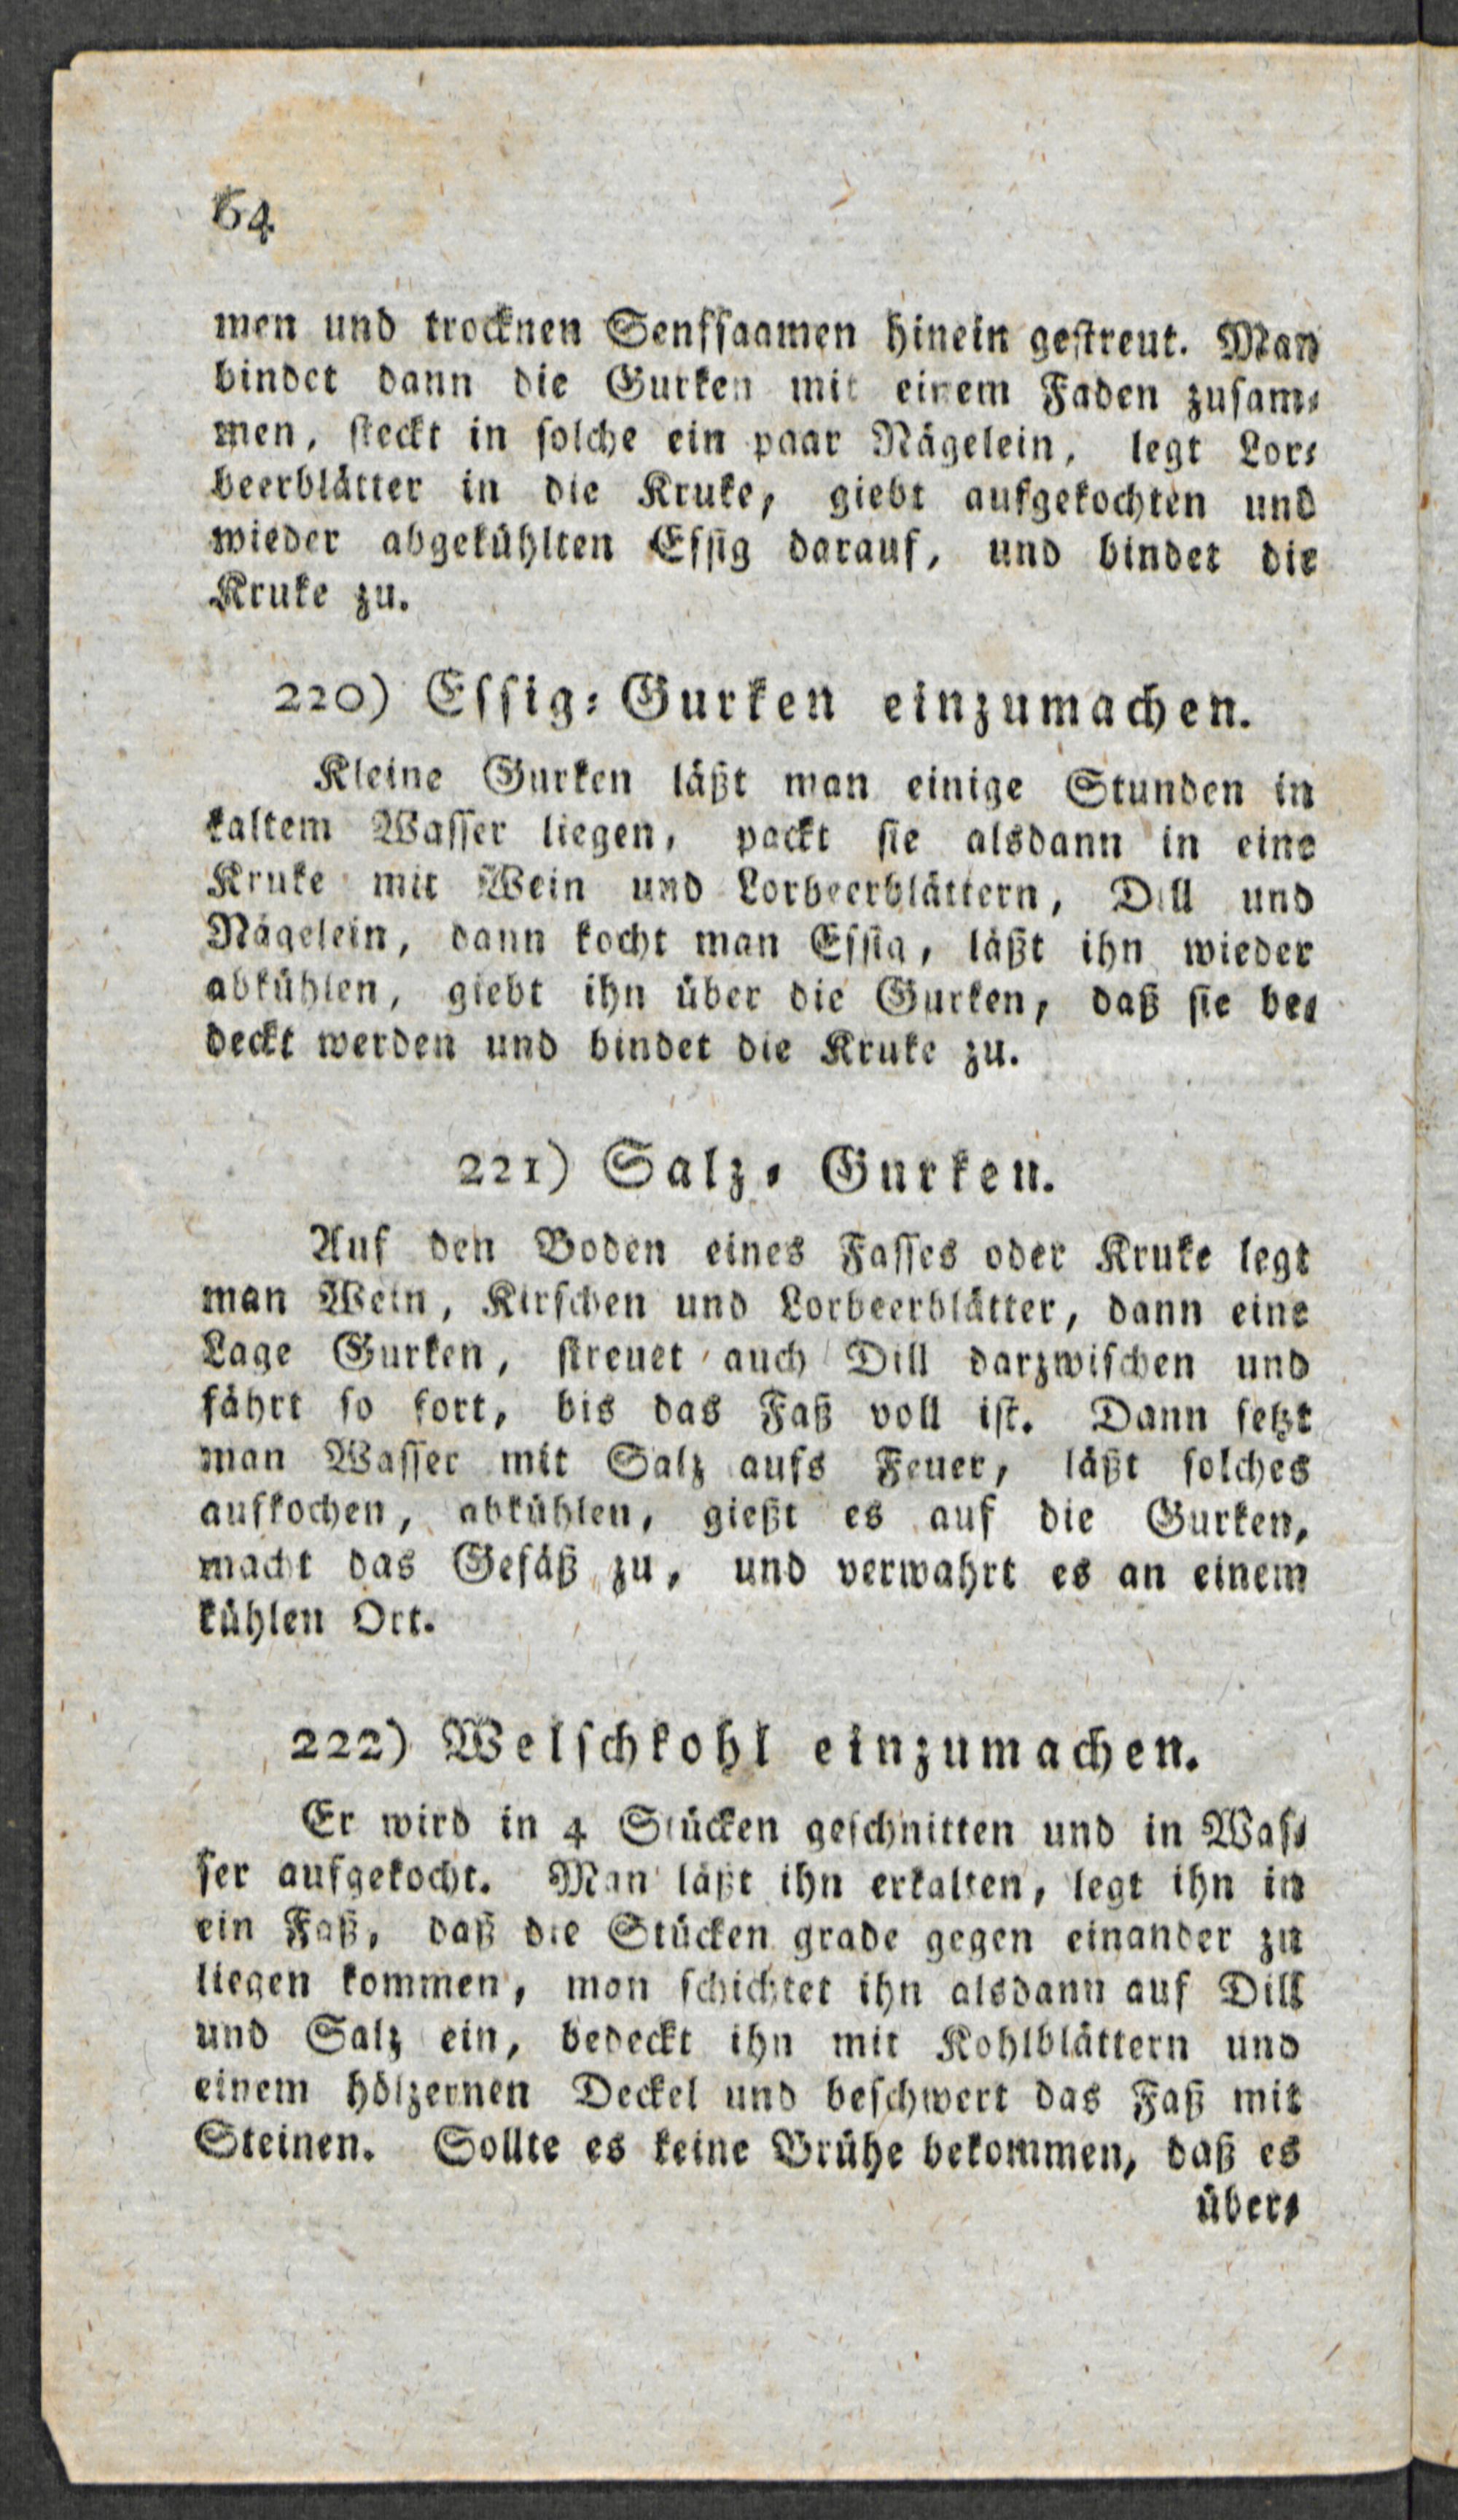 64
men und trocknen Senfsaamen hinein gestreut. Man
bindet dann die Gurken mit einem Faden zusam⸗
men, steckt in solche ein paar Nägelein, legt Lor⸗
beerblätter in die Kruke, giebt aufgekochten und
wieder abgekühlten Essig darauf, und bindet die
Kruke zu.
220) Essig⸗Gurken einzumachen.
Kleine Gurken läßt man einige Stunden in
kaltem Wasser liegen, packt sie alsdann in eine
Kruke mit Wein und Lorbeerblättern, Dill und
Nägelein, dann kocht man Essig, läßt ihn wieder
abkühlen, giebt ihn über die Gurken, daß sie be⸗
deckt werden und bindet die Kruke zu.
221) Salz⸗Gurken.
Auf den Boden eines Fasses oder Kruke legt
man Wein, Kirschen und Lorbeerblätter, dann eine
Lage Gurken, streuet auch Dill darzwischen und
fährt so fort, bis das Faß voll ist. Dann setzt
man Wasser mit Salz aufs Feuer, läßt solches
aufkochen, abkühlen, gießt es auf die Gurken,
macht das Gefäß zu, und verwahrt es an einem
kühlen Ort.
222) Welschkohl einzumachen.
Er wird in 4 Stücken geschnitten und in Was⸗
ser aufgekocht. Man läßt ihn erkalten, legt ihn in
ein Faß, daß die Stücken grade gegen einander zu
liegen kommen, man schichtet ihn alsdann auf Dill
und Salz ein, bedeckt ihn mit Kohlblättern und
einem hölzernen Deckel und beschwert das Faß mit
Steinen. Sollte es keine Brühe bekommen, daß es
über⸗